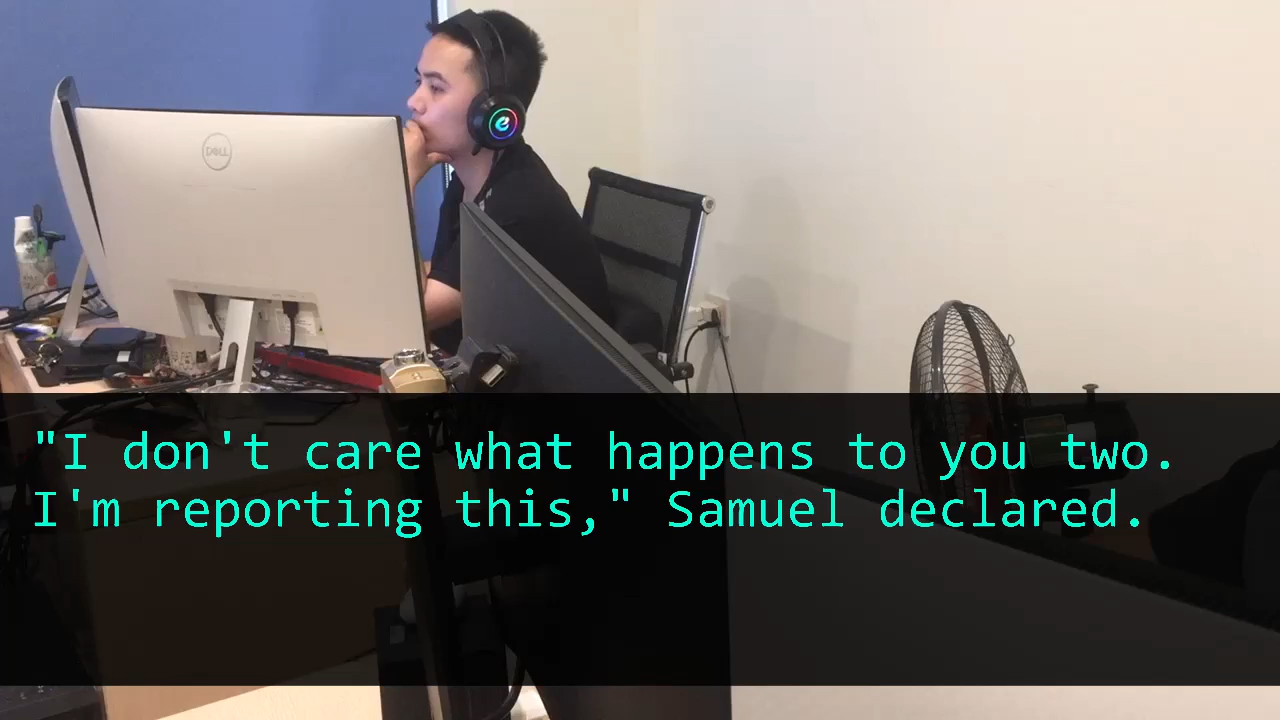 DELL
"I don't care what happens to you two.
I'm reporting this," Samuel declared.